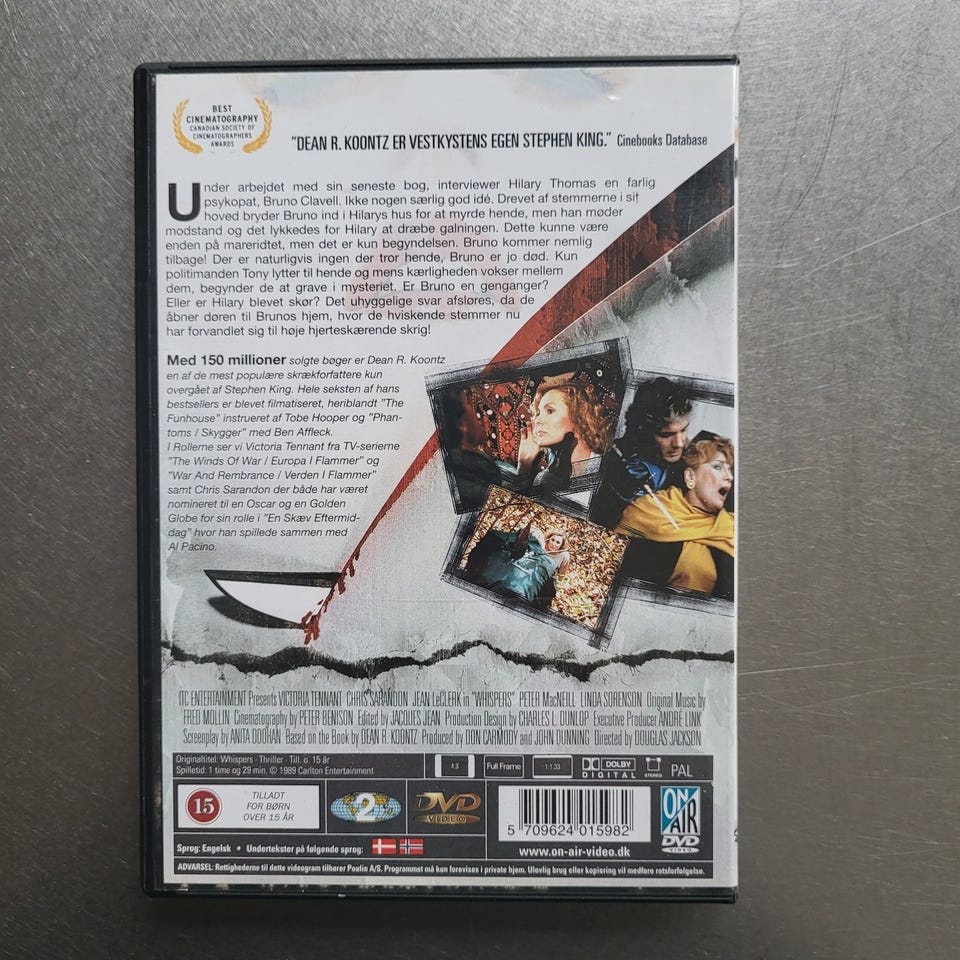 BEST
CINEMATOGRAPHY
CANADIAN SOCIETY OF
CINEMATOGRAPHERS
AWARDS
"DEAN R. KOONTZ ER VESTKYSTENS EGEN STEPHEN KING." Cinebooks Database
Under arbejdet med sin seneste bog, interviewer Hilary Thomas en farlig
psykopat, Bruno Clavell. Ikke nogen særlig god idé. Drevet af stemmerne i sit
hoved bryder Bruno ind i Hilarys hus for at myrde hende, men han møder
modstand og det lykkedes for Hilary at dræbe galningen. Dette kunne være
enden på mareridtet, men det er kun begyndelsen. Bruno kommer nemlig
tilbage! Der er naturligvis ingen der tror hende, Bruno er jo død. Kun
politimanden Tony lytter til hende og mens kærligheden vokser mellem
dem, begynder de at grave i mysteriet. Er Bruno en genganger?
Eller er Hilary blevet skør? Det uhyggelige svar afsløres, da de
åbner døren til Brunos hjem, hvor de hviskende stemmer nu
har forvandlet sig til høje hjerteskærende skrig!
Med 150 millioner solgte bøger er Dean R. Koontz
en af de mest populære skrækforfattere kun
overgået af Stephen King. Hele seksten af hans
bestsellers er blevet filmatiseret, heriblandt "The
Funhouse" instrueret af Tobe Hooper og "Phan-
toms / Skygger" med Ben Affleck.
I Rollerne ser vi Victoria Tennant fra TV-serierne
"The Winds Of War / Europa I Flammer" og
"War And Rembrance / Verden I Flammer"
samt Chris Sarandon der både har været
nomineret til en Oscar og en Golden
Globe for sin rolle i "En Skæv Eftermid-
dag" hvor han spillede sammen med
Al Pacino.
ITC ENTERTAINMENT Presents VICTORIA TENNANT CHRIS SARANDON JEAN LeCLERK in "WHISPERS" PETER MacNEILL LINDA SORENSON Original Music by
FRED MOLLIN Cinematography by PETER BENISON Edited by JACQUES JEAN Production Design by CHARLES L. DUNLOP Executive Producer ANDRÉ LINK
Screenplay by ANITA DOOHAN Based on the Book by DEAN R. KOONTZ Produced by DON CARMODY and JOHN DUNNING Directed by DOUGLAS JACKSON
Originaltitel: Whispers - Thriller - Till. o. 15 år
Spilletid: 1 time og 29 min. © 1989 Carlton Entertainment
4:3
Full Frame
1:1.33
DOLBY
DIGITAL
STEREO
PAL
15
TILLADT
FOR BØRN
OVER 15 ÅR
2
DVD
VIDEO
5 709624 015982
www.on-air-video.dk
ON
AIR
DVD
VIDEO
Sprog: Engelsk • Undertekster på følgende sprog:
ADVARSEL: Rettighederne til dette videogram tilhører Poulin A/S. Programmet må kun forevises i private hjem. Ulovlig brug eller kopiering vil medføre retsforfølgelse.